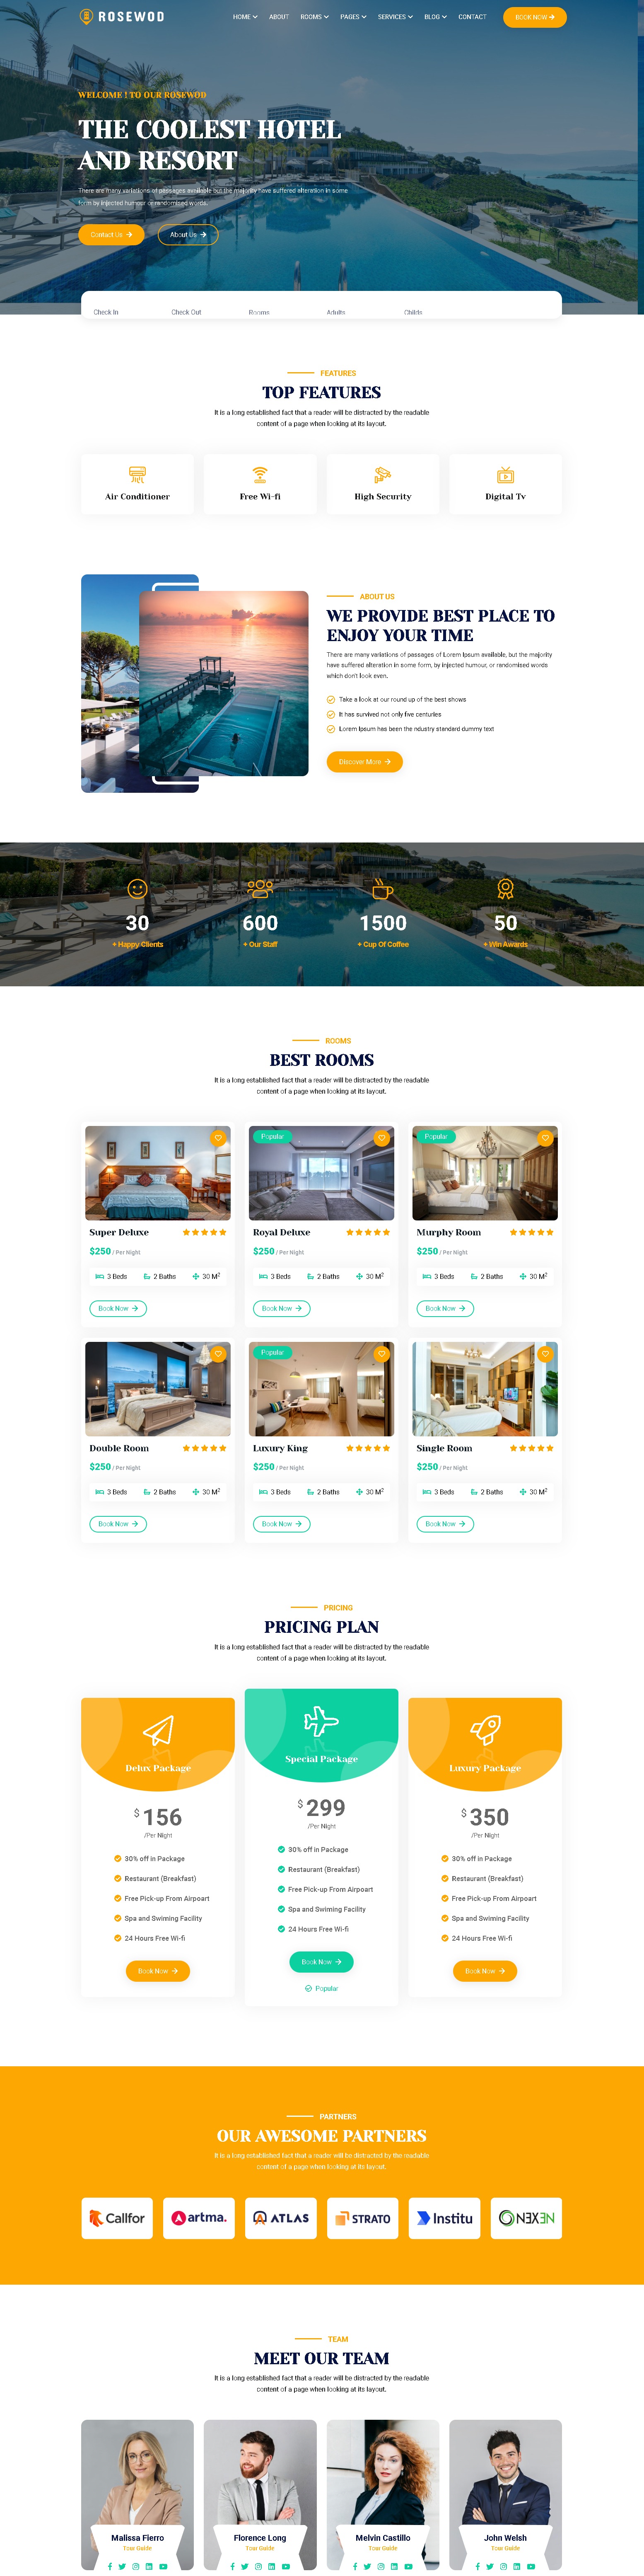 ROSEWOD
HOME ABOUT ROOMS PAGES SERVICES BLOG CONTACT BOOK NOW
WELCOME ! TO OUR ROSEWOD
THE COOLEST HOTEL
AND RESORT
There are many variations of passages available but the majority have suffered alteration in some
form by injected humour or randomised words.
Contact Us About Us
Check In Check Out Rooms Adults Childs
FEATURES
TOP FEATURES
It is a long established fact that a reader will be distracted by the readable
content of a page when looking at its layout.
Air Conditioner Free Wi-fi High Security Digital Tv
ABOUT US
WE PROVIDE BEST PLACE TO
ENJOY YOUR TIME
There are many variations of passages of Lorem Ipsum available, but the majority
have suffered alteration in some form, by injected humour, or randomised words
which don't look even.
Take a look at our round up of the best shows
It has survived not only five centuries
Lorem Ipsum has been the ndustry standard dummy text
Discover More
30 600 1500 50
+ Happy Clients + Our Staff + Cup Of Coffee + Win Awards
ROOMS
BEST ROOMS
It is a long established fact that a reader will be distracted by the readable
content of a page when looking at its layout.
Popular Popular
Super Deluxe Royal Deluxe Murphy Room
$250 / Per Night $250 / Per Night $250 / Per Night
3 Beds 2 Baths 30 M2 3 Beds 2 Baths 30 M2 3 Beds 2 Baths 30 M2
Book Now Book Now Book Now
Popular
Double Room Luxury King Single Room
$250 / Per Night $250 / Per Night $250 / Per Night
3 Beds 2 Baths 30 M2 3 Beds 2 Baths 30 M2 3 Beds 2 Baths 30 M2
Book Now Book Now Book Now
PRICING
PRICING PLAN
It is a long established fact that a reader will be distracted by the readable
content of a page when looking at its layout.
Delux Package
$ 156
/Per Night
30% off in Package
Restaurant (Breakfast)
Free Pick-up From Airpoart
Spa and Swiming Facility
24 Hours Free Wi-fi
Book Now
Special Package
$ 299
/Per Night
30% off in Package
Restaurant (Breakfast)
Free Pick-up From Airpoart
Spa and Swiming Facility
24 Hours Free Wi-fi
Book Now
Popular
Luxury Package
$ 350
/Per Night
30% off in Package
Restaurant (Breakfast)
Free Pick-up From Airpoart
Spa and Swiming Facility
24 Hours Free Wi-fi
Book Now
PARTNERS
OUR AWESOME PARTNERS
It is a long established fact that a reader will be distracted by the readable
content of a page when looking at its layout.
Callfor artma. ATLAS STRATO Institu NEXEN
TEAM
MEET OUR TEAM
It is a long established fact that a reader will be distracted by the readable
content of a page when looking at its layout.
Malissa Fierro Florence Long Melvin Castillo John Welsh
Tour Guide Tour Guide Tour Guide Tour Guide